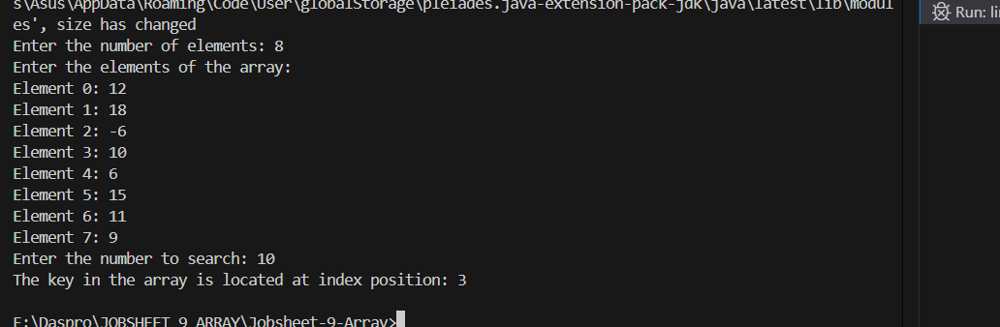 s\Asus\AppData\Roaming\Code\User\globalStorage\pleiades.java-extension-pack-jdk\java\latest\lib\modul
es', size has changed
Enter the number of elements: 8
Enter the elements of the array:
Element 0: 12
Element 1: 18
Element 2: -6
Element 3: 10
Element 4: 6
Element 5: 15
Element 6: 11
Element 7: 9
Enter the number to search: 10
The key in the array is located at index position: 3
F:\Daspro\JOBSHEET 9 ARRAY\Jobsheet-9-Array>
Run: li